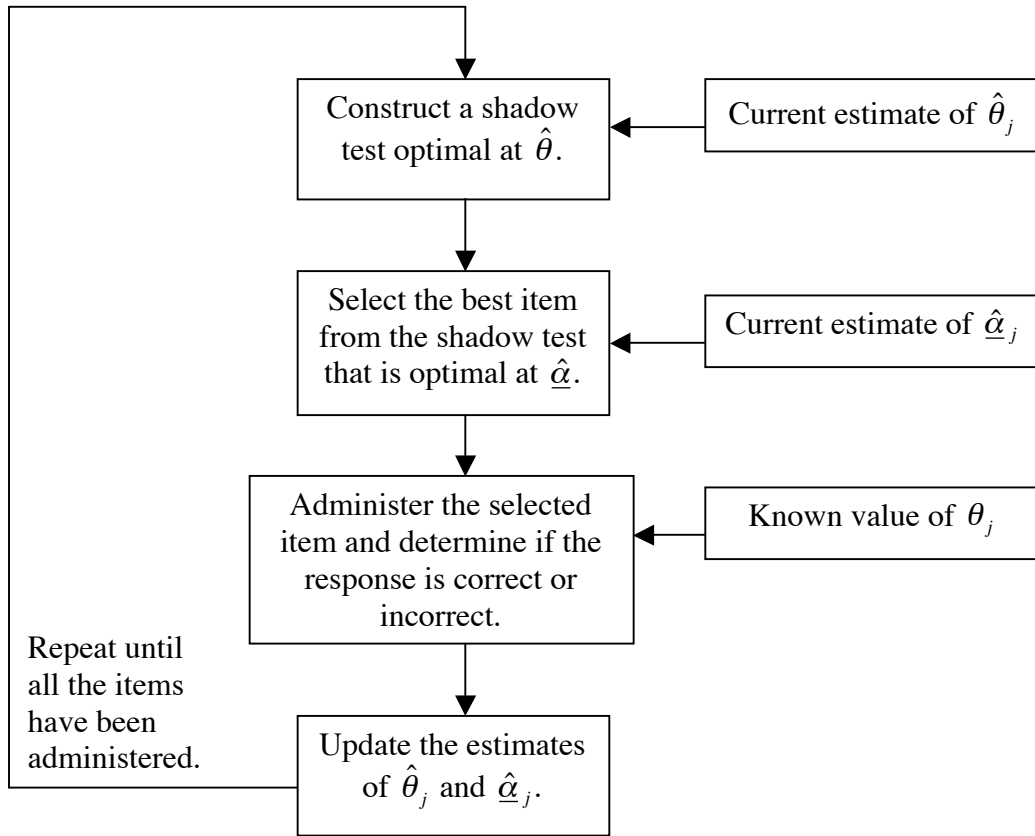 Construct a shadow
test optimal at θ̂.
Current estimate of θ̂ⱼ
Select the best item
from the shadow test
that is optimal at α̲̂.
Current estimate of α̲̂ⱼ
Administer the selected
item and determine if the
response is correct or
incorrect.
Known value of θⱼ
Repeat until
all the items
have been
administered.
Update the estimates
of θ̂ⱼ and α̲̂ⱼ.